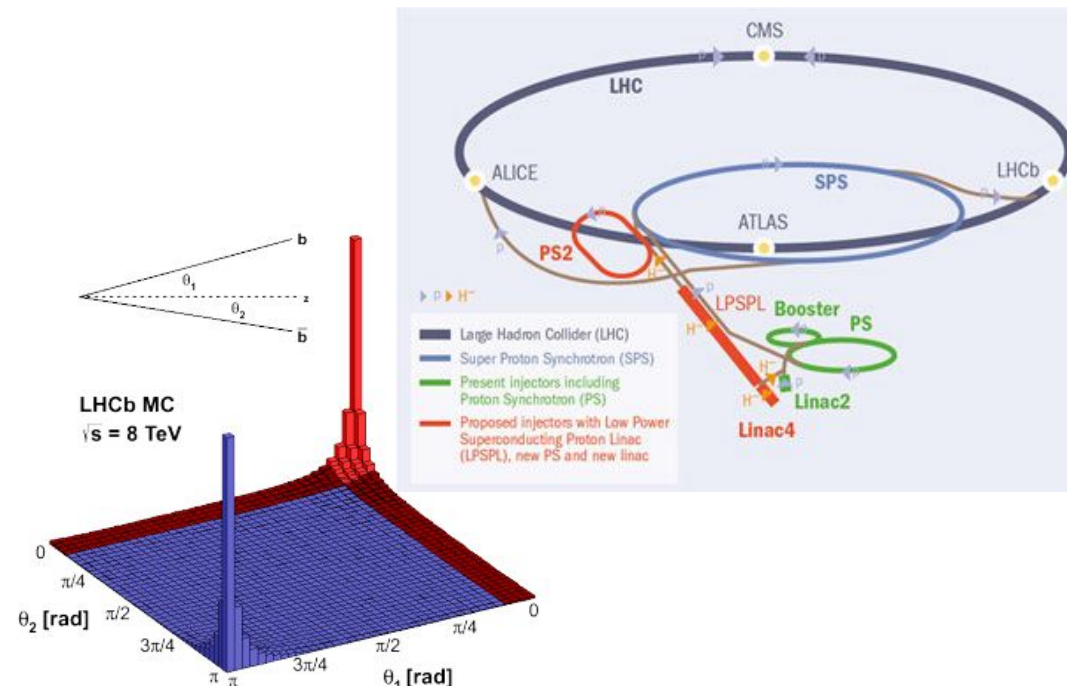 CMS
p
p
LHC
ALICE
LHCb
p
SPS
p
ATLAS
p
PS2
p
H⁻
p
LPSPL
H⁻
Booster
PS
p
p
H⁻
p
H⁻
Linac2
Linac4
p H⁻
Large Hadron Collider (LHC)
Super Proton Synchrotron (SPS)
Present injectors including
Proton Synchrotron (PS)
Proposed injectors with Low Power
Superconducting Proton Linac
(LPSPL), new PS and new linac
b
θ₁
z
θ₂
b̅
LHCb MC
√s = 8 TeV
0
π/4
π/2
3π/4
π
θ₂ [rad]
π
3π/4
π/2
π/4
0
θ₁ [rad]